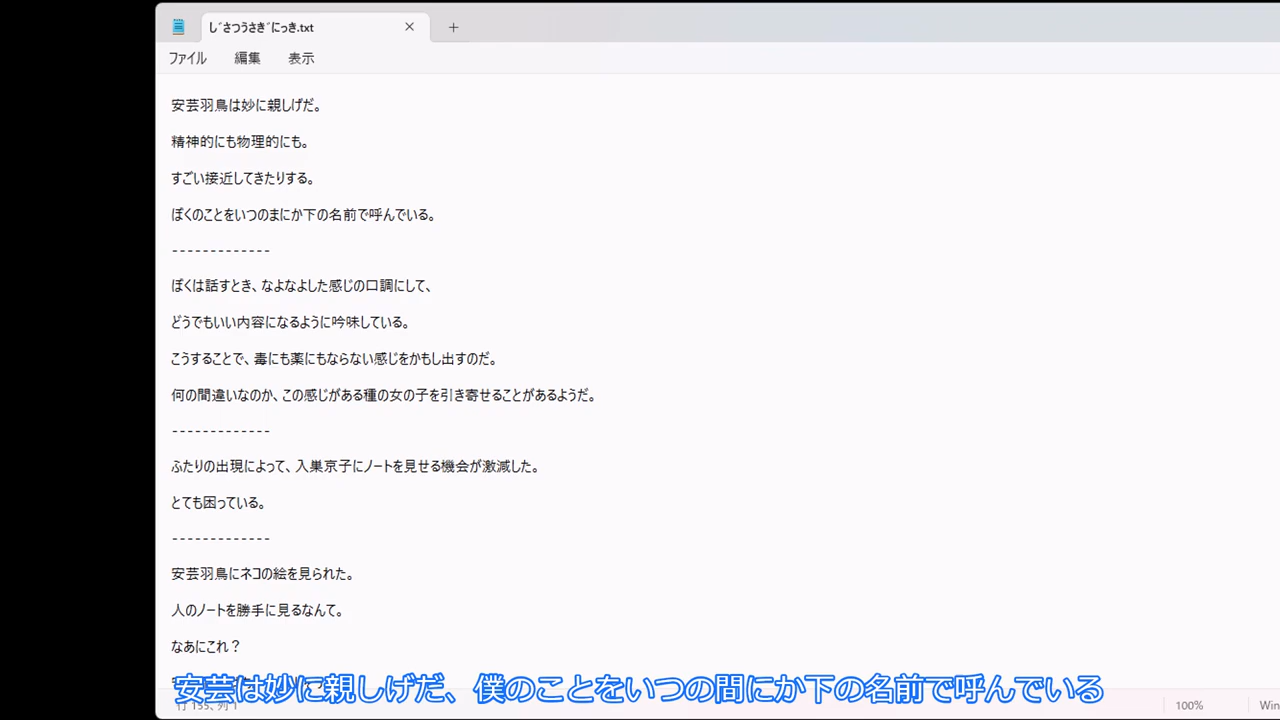 し゛さつうさき゛にっき.txt
ファイル 編集 表示
安芸羽鳥は妙に親しげだ。
精神的にも物理的にも。
すごい接近してきたりする。
ぼくのことをいつのまにか下の名前で呼んでいる。
-------------
ぼくは話すとき、なよなよした感じの口調にして、
どうでもいい内容になるように吟味している。
こうすることで、毒にも薬にもならない感じをかもし出すのだ。
何の間違いなのか、この感じがある種の女の子を引き寄せることがあるようだ。
-------------
ふたりの出現によって、入巣京子にノートを見せる機会が激減した。
とても困っている。
-------------
安芸羽鳥にネコの絵を見られた。
人のノートを勝手に見るなんて。
なあにこれ？
安芸は妙に親しげだ、僕のことをいつの間にか下の名前で呼んでいる
行 155、列 1
100%
Win